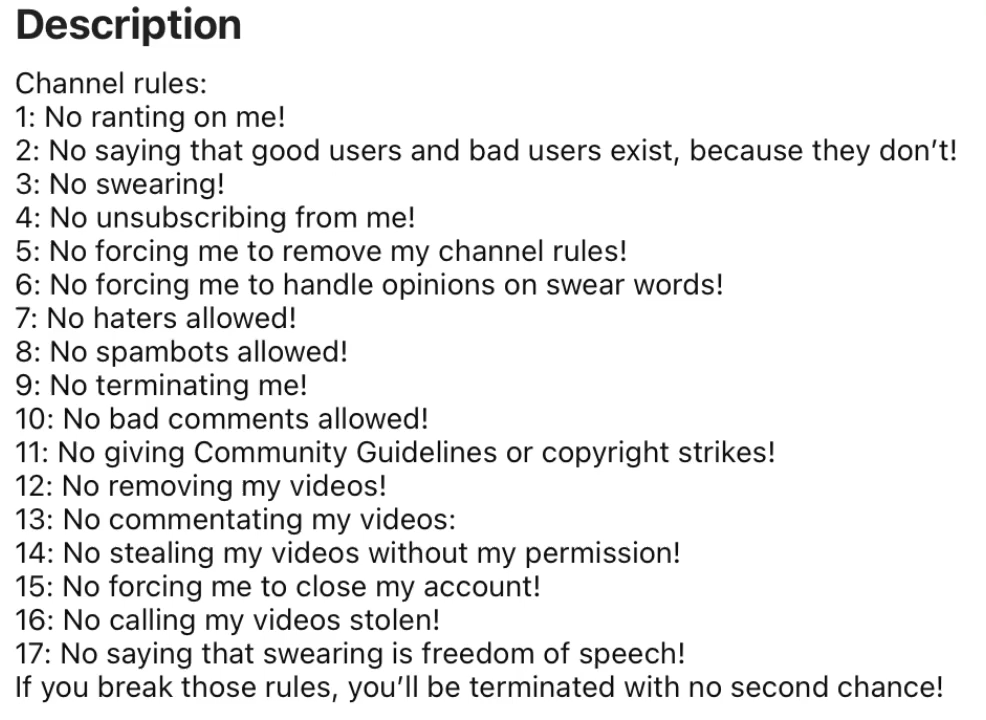 Description
Channel rules:
1: No ranting on me!
2: No saying that good users and bad users exist, because they don’t!
3: No swearing!
4: No unsubscribing from me!
5: No forcing me to remove my channel rules!
6: No forcing me to handle opinions on swear words!
7: No haters allowed!
8: No spambots allowed!
9: No terminating me!
10: No bad comments allowed!
11: No giving Community Guidelines or copyright strikes!
12: No removing my videos!
13: No commentating my videos:
14: No stealing my videos without my permission!
15: No forcing me to close my account!
16: No calling my videos stolen!
17: No saying that swearing is freedom of speech!
If you break those rules, you’ll be terminated with no second chance!